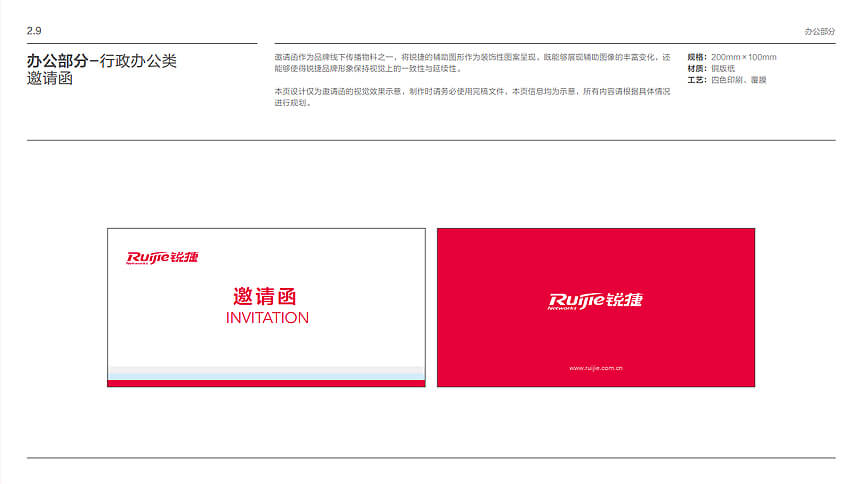 2.9
办公部分
办公部分-行政办公类
邀请函
邀请函作为品牌线下传播物料之一，将锐捷的辅助图形作为装饰性图案呈现，既能够展现辅助图像的丰富变化，还
能够使得锐捷品牌形象保持视觉上的一致性与延续性。
本页设计仅为邀请函的视觉效果示意，制作时请务必使用完稿文件，本页信息均为示意，所有内容请根据具体情况
进行规划。
规格：200mm×100mm
材质：铜版纸
工艺：四色印刷、覆膜
Ruijie锐捷
Networks
邀请函
INVITATION
Ruijie锐捷
Networks
www.ruijie.com.cn